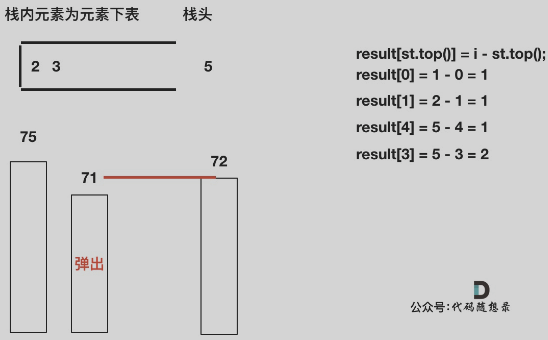 栈内元素为元素下表 栈头
2 3 5
75
71
72
弹出
result[st.top()] = i - st.top();
result[0] = 1 - 0 = 1
result[1] = 2 - 1 = 1
result[4] = 5 - 4 = 1
result[3] = 5 - 3 = 2
公众号:代码随想录